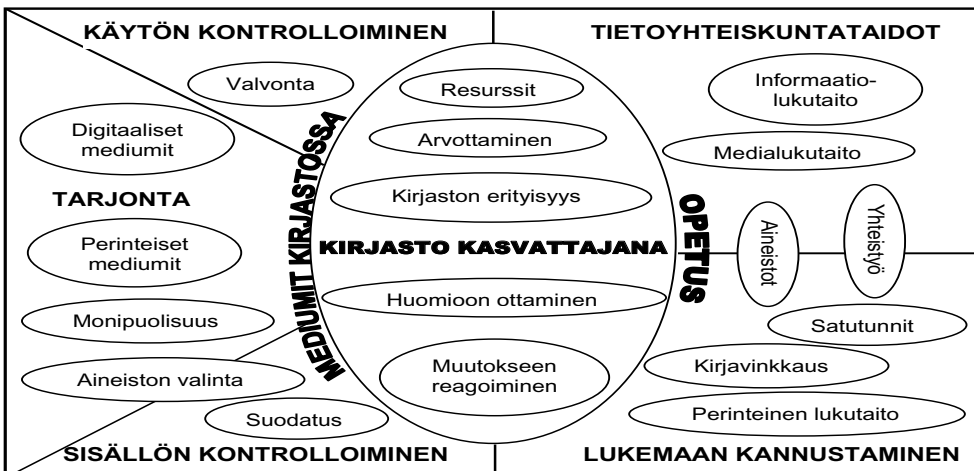 KÄYTÖN KONTROLLOIMINEN
TIETOYHTEISKUNTATAIDOT
Valvonta
Resurssit
Informaatio-
lukutaito
Digitaaliset
mediumit
Arvottaminen
Medialukutaito
TARJONTA
Kirjaston erityisyys
MEDIUMIT KIRJASTOSSA
OPETUS
Aineistot
Yhteistyö
Perinteiset
mediumit
KIRJASTO KASVATTAJANA
Huomioon ottaminen
Monipuolisuus
Satutunnit
Aineiston valinta
Muutokseen
reagoiminen
Kirjavinkkaus
Suodatus
Perinteinen lukutaito
SISÄLLÖN KONTROLLOIMINEN
LUKEMAAN KANNUSTAMINEN